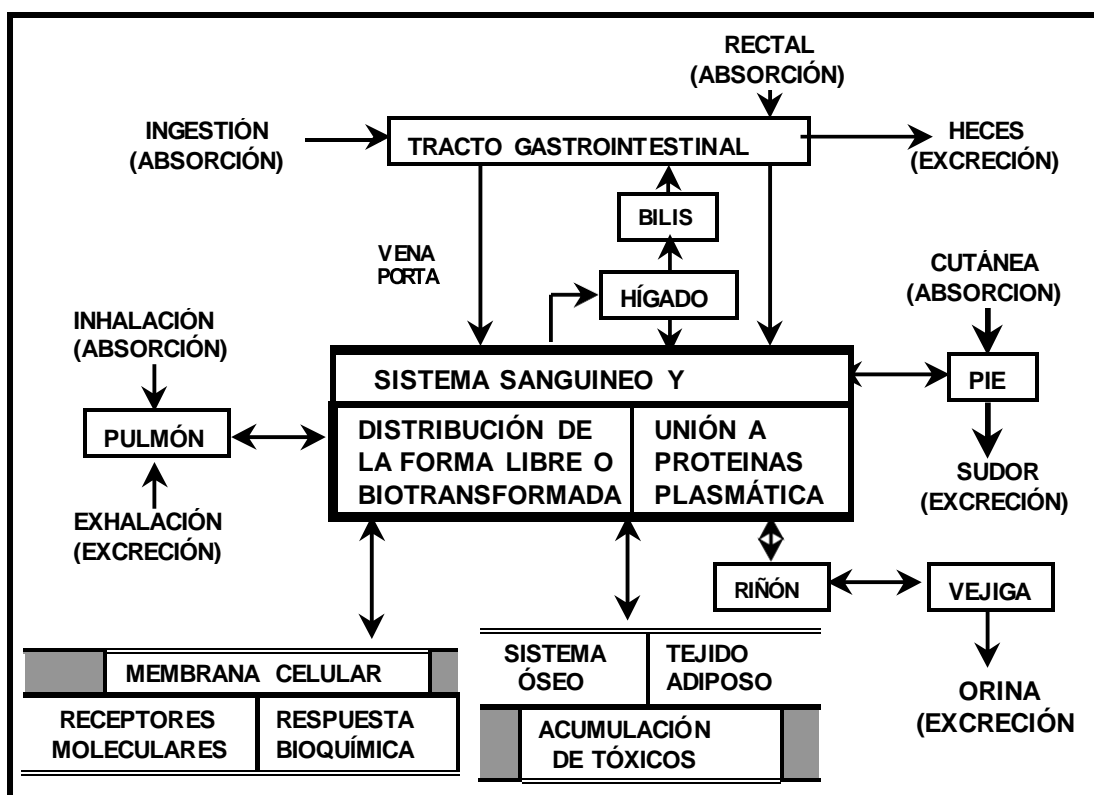 RECTAL
(ABSORCIÓN)
INGESTIÓN
(ABSORCIÓN)
TRACTO GASTROINTESTINAL
HECES
(EXCRECIÓN)
BILIS
VENA
PORTA
HÍGADO
CUTÁNEA
(ABSORCION)
INHALACIÓN
(ABSORCIÓN)
SISTEMA SANGUINEO Y
PIE
PULMÓN
DISTRIBUCIÓN DE
LA FORMA LIBRE O
BIOTRANSFORMADA
UNIÓN A
PROTEINAS
PLASMÁTICA
SUDOR
(EXCRECIÓN)
EXHALACIÓN
(EXCRECIÓN)
RIÑÓN
VEJIGA
MEMBRANA CELULAR
RECEPTORES
MOLECULARES
RESPUESTA
BIOQUÍMICA
SISTEMA
ÓSEO
TEJIDO
ADIPOSO
ACUMULACIÓN
DE TÓXICOS
ORINA
(EXCRECIÓN